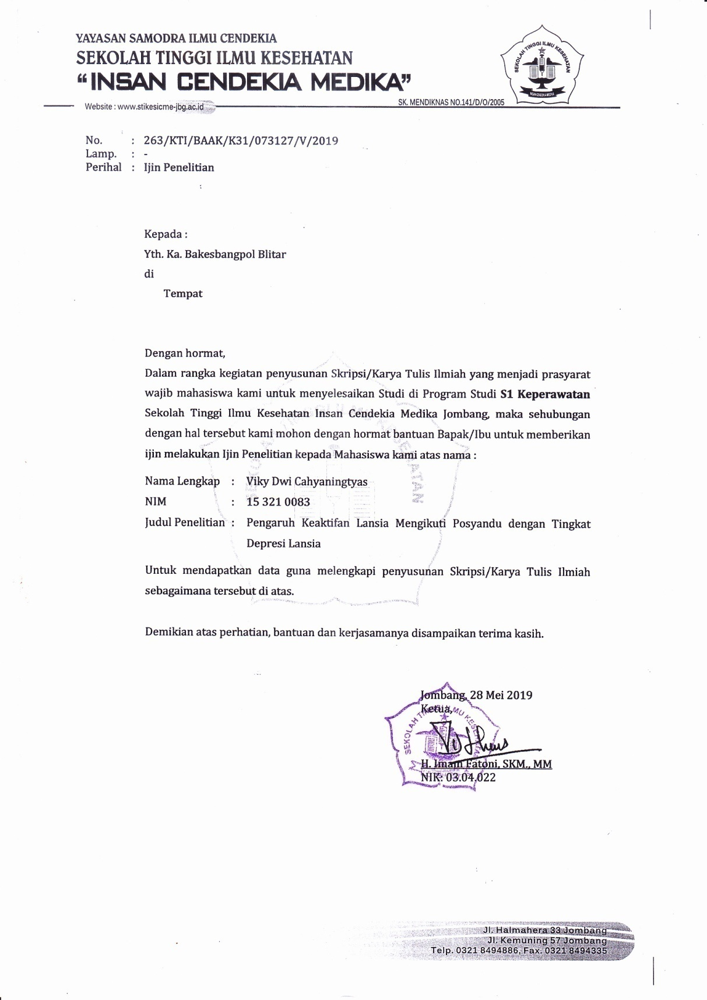 YAYASAN SAMODRA ILMU CENDEKIA
SEKOLAH TINGGI ILMU KESEHATAN
“INSAN CENDEKIA MEDIKA”
SEKOLAH TINGGI ILMU KESEHATAN
INSAN CENDEKIA MEDIKA
Website : www.stikesicme-jbg.ac.id
SK. MENDIKNAS NO.141/D/O/2005
No. : 263/KTI/BAAK/K31/073127/V/2019
Lamp. : -
Perihal : Ijin Penelitian
Kepada :
Yth. Ka. Bakesbangpol Blitar
di
Tempat
Dengan hormat,
Dalam rangka kegiatan penyusunan Skripsi/Karya Tulis Ilmiah yang menjadi prasyarat
wajib mahasiswa kami untuk menyelesaikan Studi di Program Studi S1 Keperawatan
Sekolah Tinggi Ilmu Kesehatan Insan Cendekia Medika Jombang, maka sehubungan
dengan hal tersebut kami mohon dengan hormat bantuan Bapak/Ibu untuk memberikan
ijin melakukan Ijin Penelitian kepada Mahasiswa kami atas nama :
Nama Lengkap : Viky Dwi Cahyaningtyas
NIM : 15 321 0083
Judul Penelitian : Pengaruh Keaktifan Lansia Mengikuti Posyandu dengan Tingkat
Depresi Lansia
Untuk mendapatkan data guna melengkapi penyusunan Skripsi/Karya Tulis Ilmiah
sebagaimana tersebut di atas.
Demikian atas perhatian, bantuan dan kerjasamanya disampaikan terima kasih.
Jombang, 28 Mei 2019
Ketua,
H. Imam Fatoni, SKM., MM
NIK: 03.04.022
Jl. Halmahera 33 Jombang
Jl. Kemuning 57 Jombang
Telp. 0321 8494886, Fax. 0321 8494335